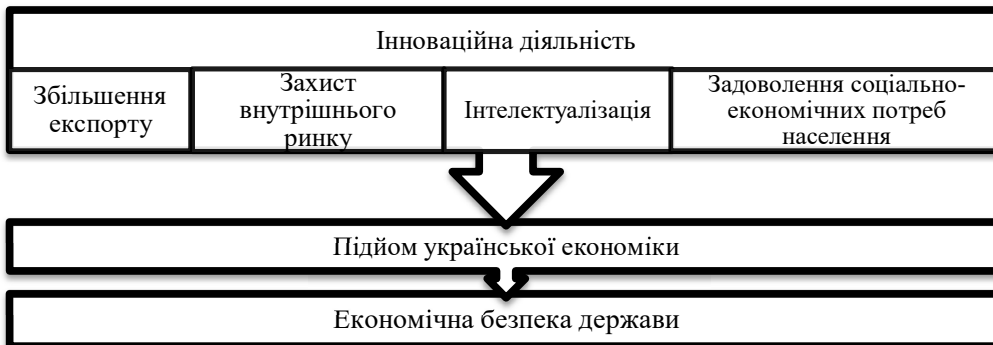 Інноваційна діяльність
Збільшення
експорту
Захист
внутрішнього
ринку
Інтелектуалізація
Задоволення соціально-
економічних потреб
населення
Підйом української економіки
Економічна безпека держави